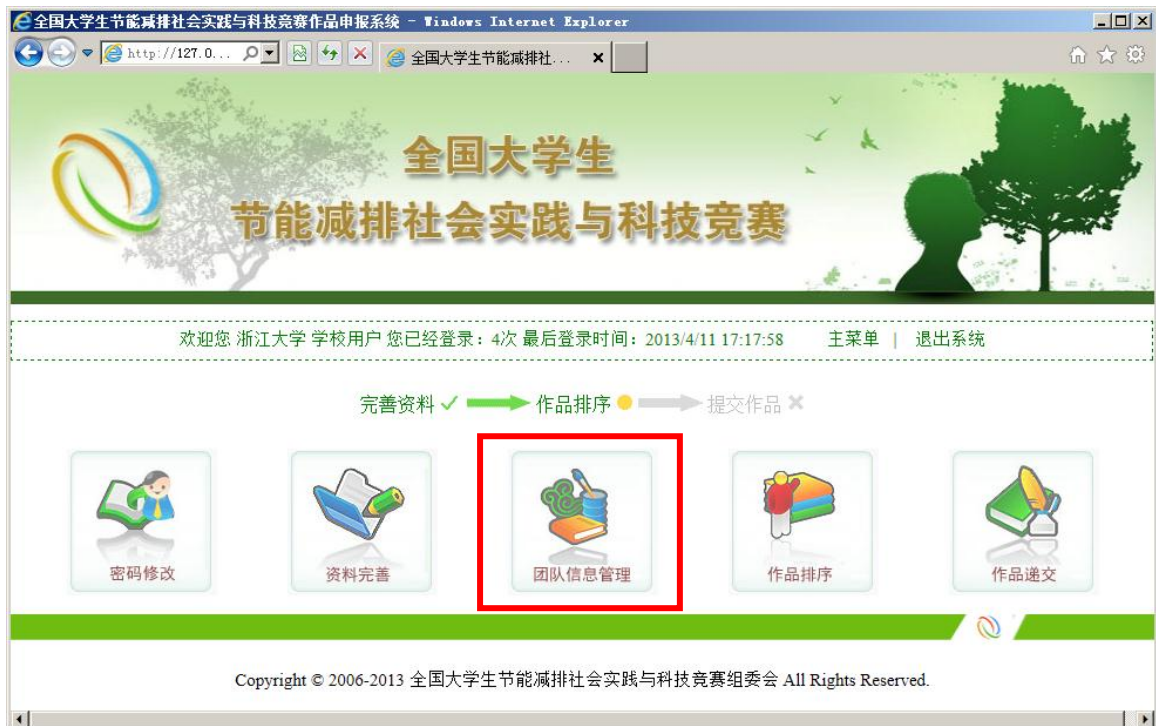 全国大学生节能减排社会实践与科技竞赛作品申报系统 - Windows Internet Explorer
http://127.0... 全国大学生节能减排社...
全国大学生
节能减排社会实践与科技竞赛
欢迎您 浙江大学 学校用户 您已经登录：4次 最后登录时间：2013/4/11 17:17:58 主菜单 | 退出系统
完善资料 作品排序 提交作品
密码修改 资料完善 团队信息管理 作品排序 作品递交
Copyright © 2006-2013 全国大学生节能减排社会实践与科技竞赛组委会 All Rights Reserved.